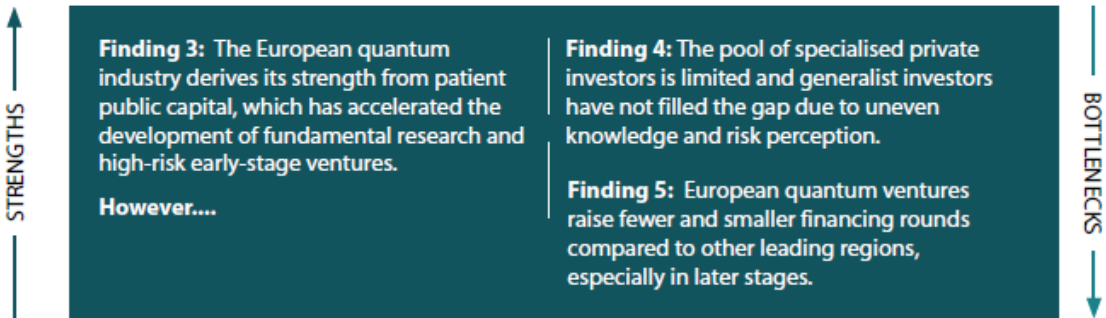 STRENGTHS
Finding 3: The European quantum
industry derives its strength from patient
public capital, which has accelerated the
development of fundamental research and
high-risk early-stage ventures.
However....
Finding 4: The pool of specialised private
investors is limited and generalist investors
have not filled the gap due to uneven
knowledge and risk perception.
Finding 5: European quantum ventures
raise fewer and smaller financing rounds
compared to other leading regions,
especially in later stages.
BOTTLENECKS